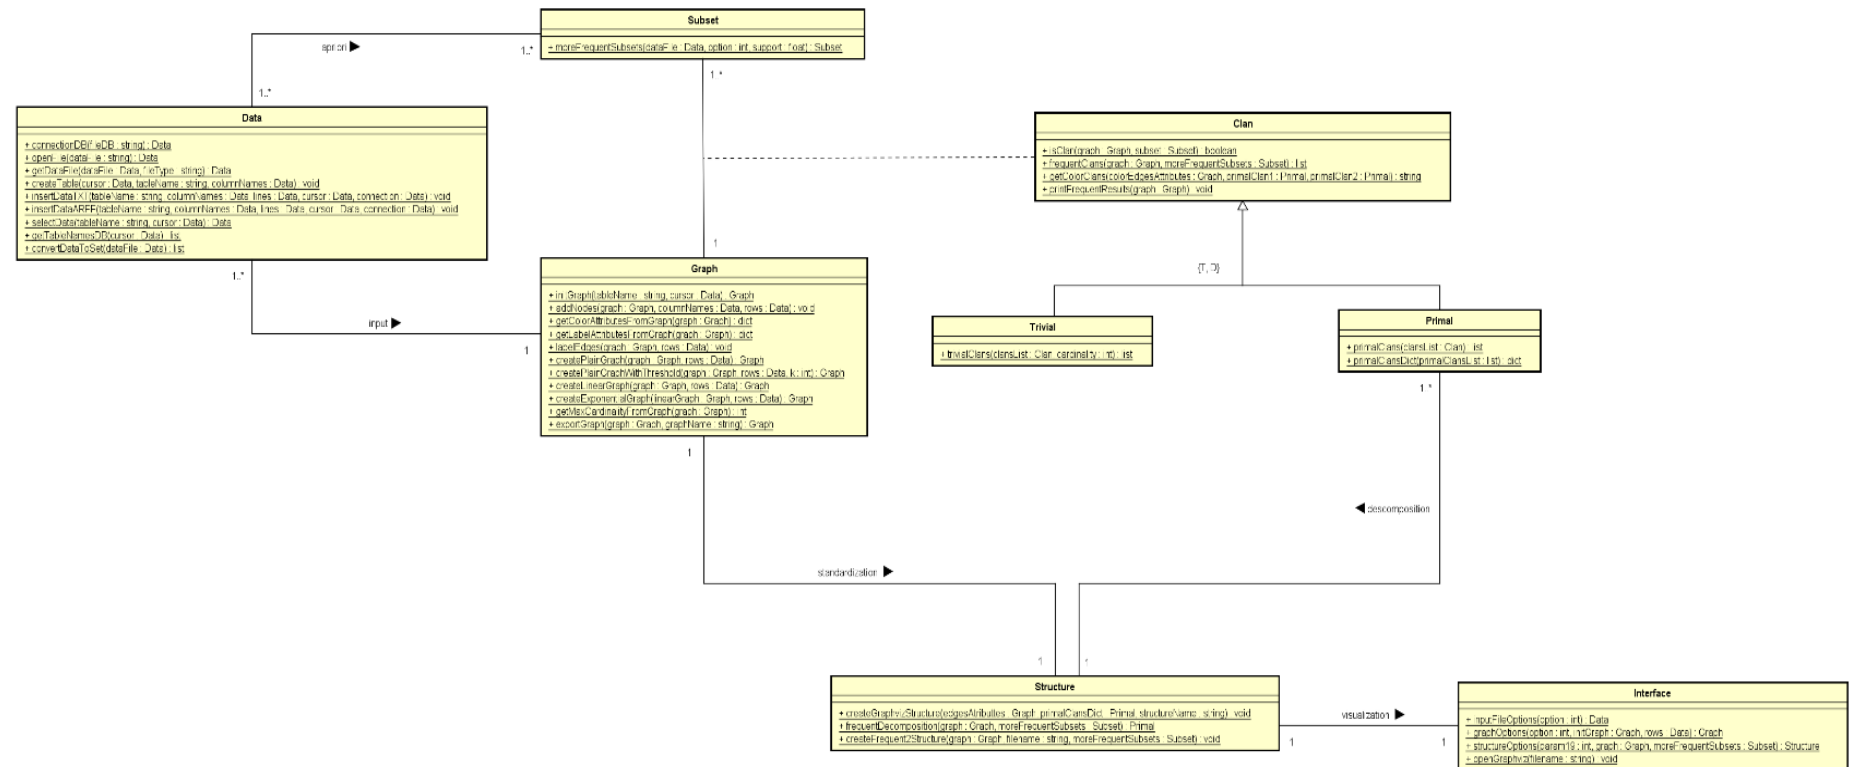 Subset
+ moreFrequentSubsets(dataFile : Data, option : int, support : float) : Subset
apriori
1..*
1..*
1..*
Data
+ connectionDB(fileDB : string) : Data
+ openFile(dataFile : string) : Data
+ getDataFile(dataFile : Data, fileType : string) : Data
+ createTable(cursor : Data, tableName : string, columnNames : Data) : void
+ insertDataTXT(tableName : string, columnNames : Data, lines : Data, cursor : Data, connection : Data) : void
+ insertDataARFF(tableName : string, columnNames : Data, lines : Data, cursor : Data, connection : Data) : void
+ selectData(tableName : string, cursor : Data) : Data
+ getTableNamesDB(cursor : Data) : list
+ convertDataToSet(dataFile : Data) : list
Clan
+ isClan(graph : Graph, subset : Subset) : boolean
+ frequentClans(graph : Graph, moreFrequentSubsets : Subset) : list
+ getColorClans(colorEdgesAttributes : Graph, primalClan1 : Primal, primalClan2 : Primal) : string
+ printFrequentResults(graph : Graph) : void
1
1..*
Graph
+ initGraph(tableName : string, cursor : Data) : Graph
+ addNodes(graph : Graph, columnNames : Data, rows : Data) : void
+ getColorAttributesFromGraph(graph : Graph) : dict
+ getLabelAttributesFromGraph(graph : Graph) : dict
+ labelEdges(graph : Graph, rows : Data) : void
+ createPlainGraph(graph : Graph, rows : Data) : Graph
+ createPlainGraphWithThreshold(graph : Graph, rows : Data, k : int) : Graph
+ createLinearGraph(graph : Graph, rows : Data) : Graph
+ createExponentialGraph(linearGraph : Graph, rows : Data) : Graph
+ getMaxCardinalityFromGraph(graph : Graph) : int
+ exportGraph(graph : Graph, graphName : string) : Graph
{T, D}
input
1
Trivial
+ trivialClans(clansList : Clan, cardinality : int) : list
Primal
+ primalClans(clansList : Clan) : list
+ primalClansDict(primalClansList : list) : dict
1..*
1
descomposition
standardization
1
1
Structure
+ createGraphvizStructure(edgesAtributtes : Graph, primalClansDict : Primal, structureName : string) : void
+ frequentDecomposition(graph : Graph, moreFrequentSubsets : Subset) : Primal
+ createFrequent2Structure(graph : Graph, filename : string, moreFrequentSubsets : Subset) : void
visualization
1
1
Interface
+ inputFileOptions(option : int) : Data
+ graphOptions(option : int, initGraph : Graph, rows : Data) : Graph
+ structureOptions(param19 : int, graph : Graph, moreFrequentSubsets : Subset) : Structure
+ openGraphviz(filename : string) : void